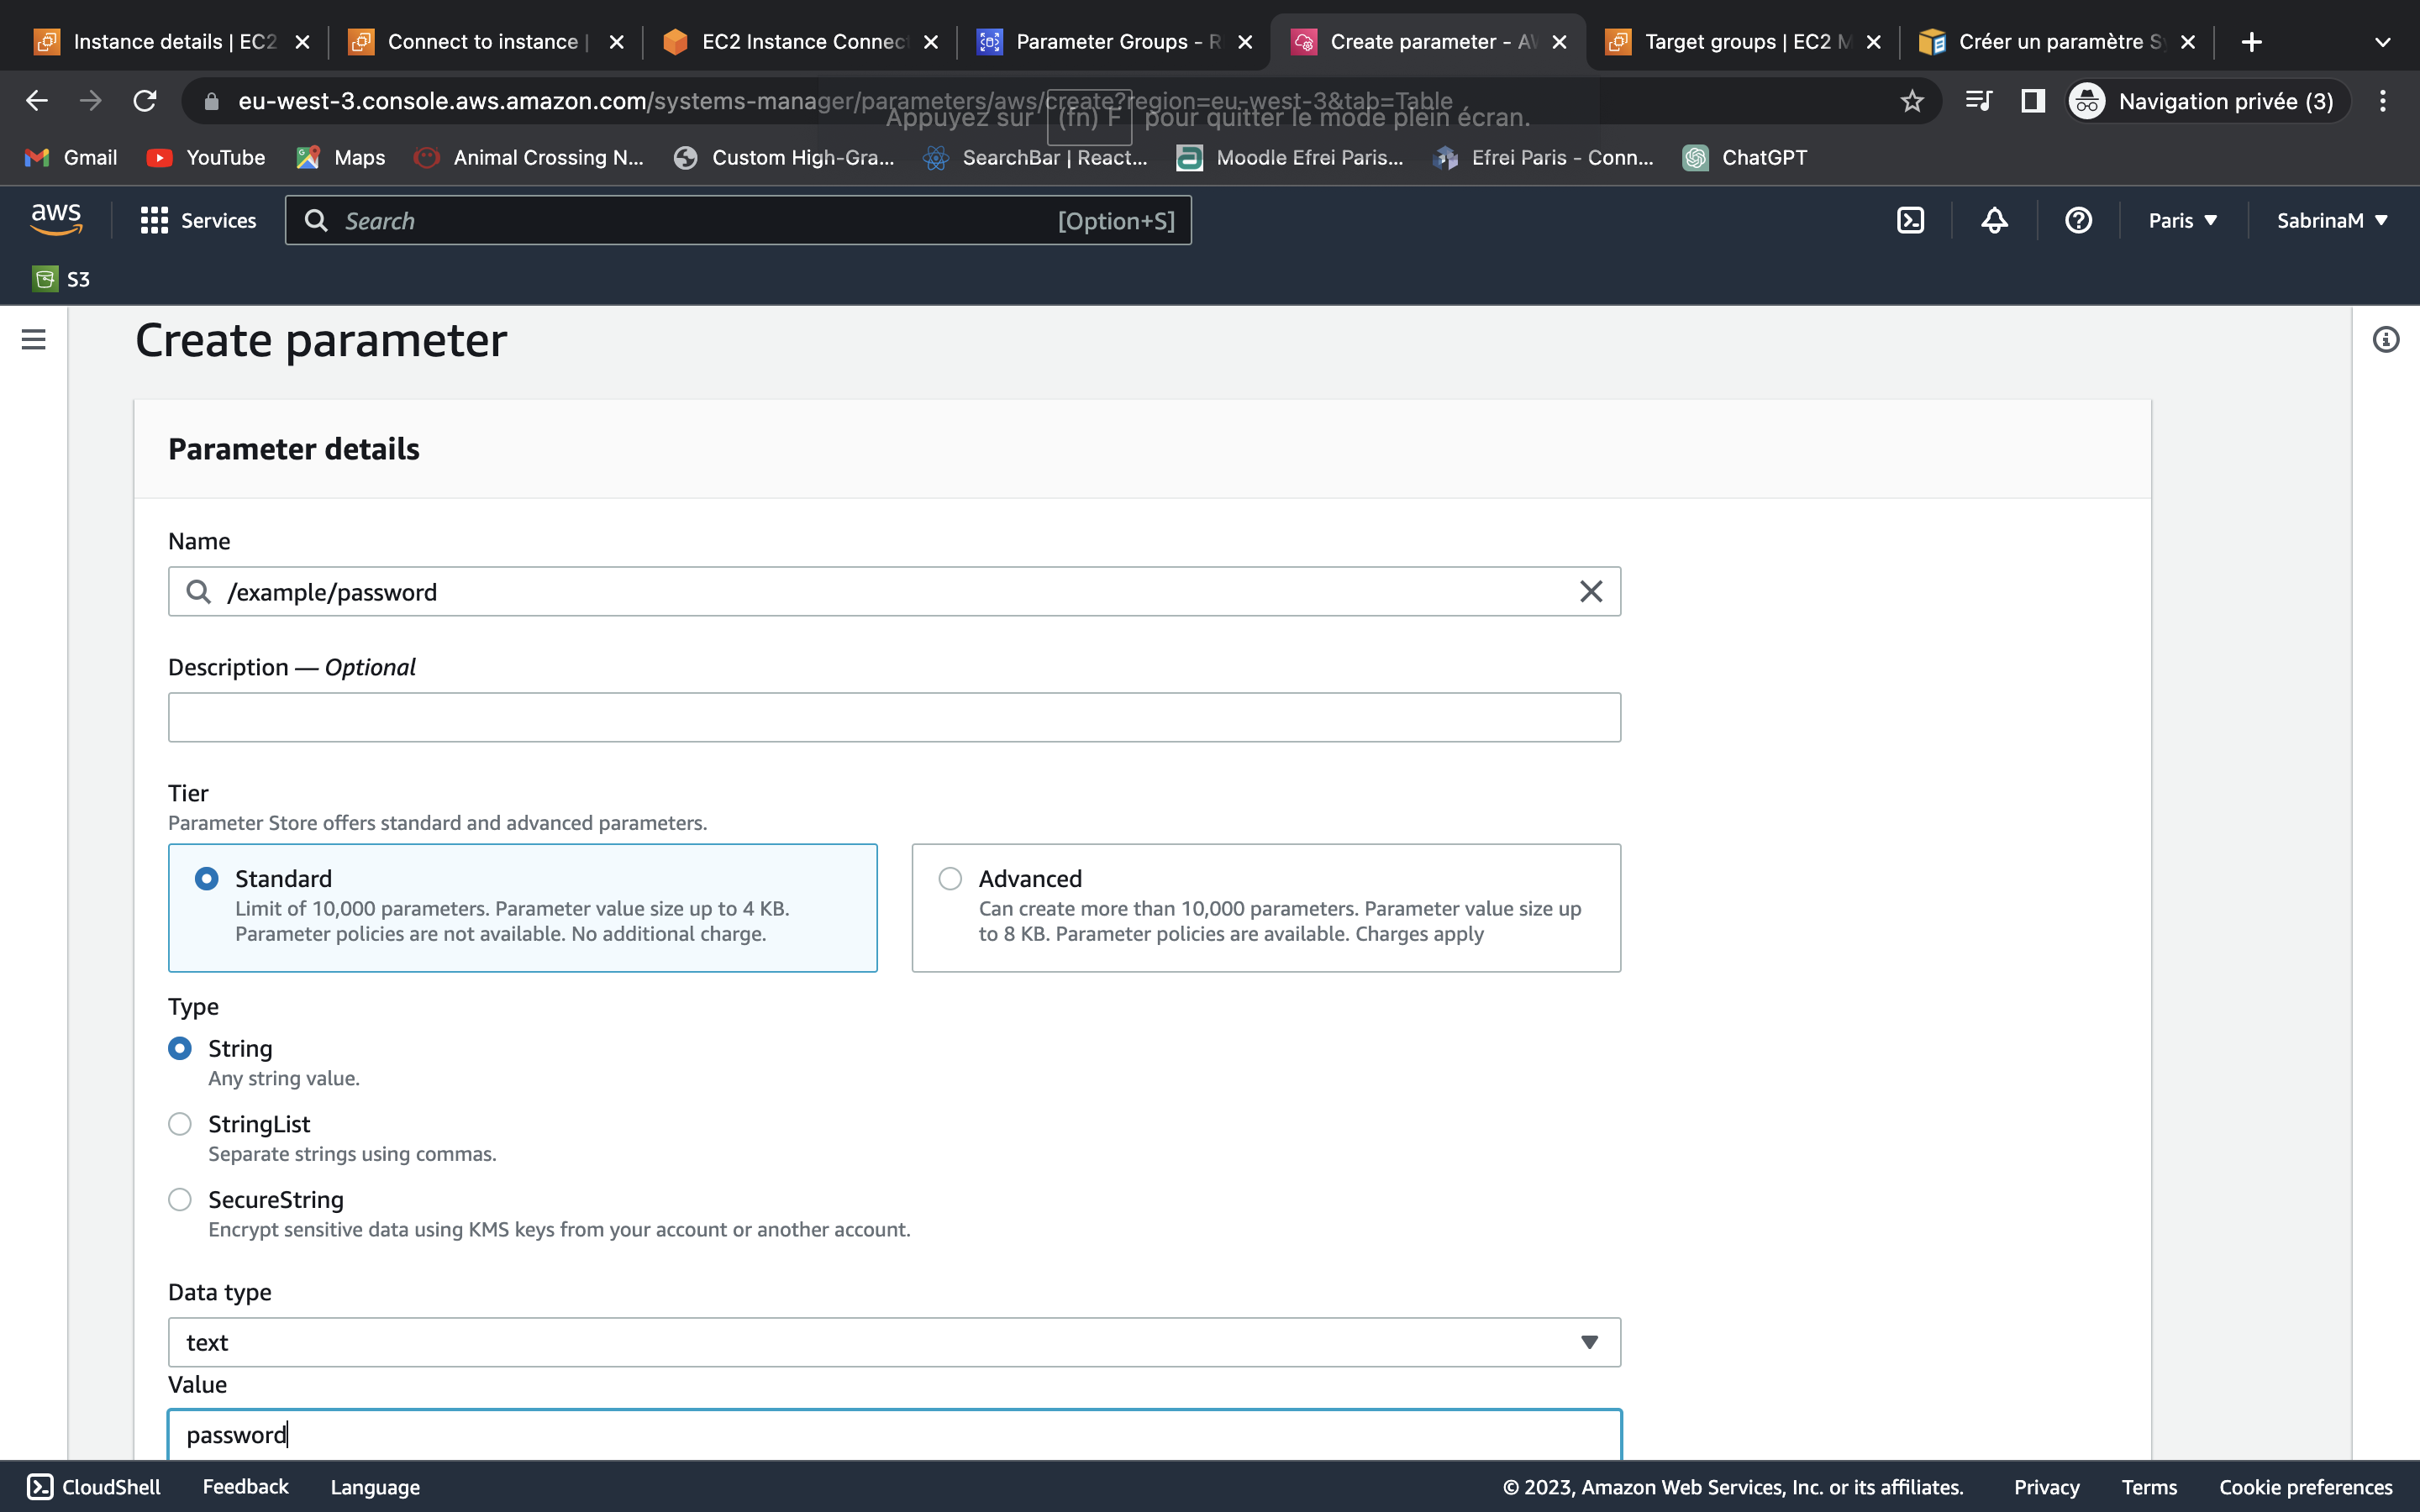 Instance details | EC2
Connect to instance |
EC2 Instance Connec
Parameter Groups - R
Create parameter - A
Target groups | EC2 M
Créer un paramètre S
eu-west-3.console.aws.amazon.com/systems-manager/parameters/aws/create?region=eu-west-3&tab=Table
Navigation privée (3)
Appuyez sur (fn) F pour quitter le mode plein écran.
Gmail
YouTube
Maps
Animal Crossing N...
Custom High-Gra...
SearchBar | React...
Moodle Efrei Paris...
Efrei Paris - Conn...
ChatGPT
aws
Services
Search
[Option+S]
Paris
SabrinaM
S3
Create parameter
Parameter details
Name
/example/password
Description — Optional
Tier
Parameter Store offers standard and advanced parameters.
Standard
Limit of 10,000 parameters. Parameter value size up to 4 KB.
Parameter policies are not available. No additional charge.
Advanced
Can create more than 10,000 parameters. Parameter value size up
to 8 KB. Parameter policies are available. Charges apply
Type
String
Any string value.
StringList
Separate strings using commas.
SecureString
Encrypt sensitive data using KMS keys from your account or another account.
Data type
text
Value
password
CloudShell
Feedback
Language
© 2023, Amazon Web Services, Inc. or its affiliates.
Privacy
Terms
Cookie preferences